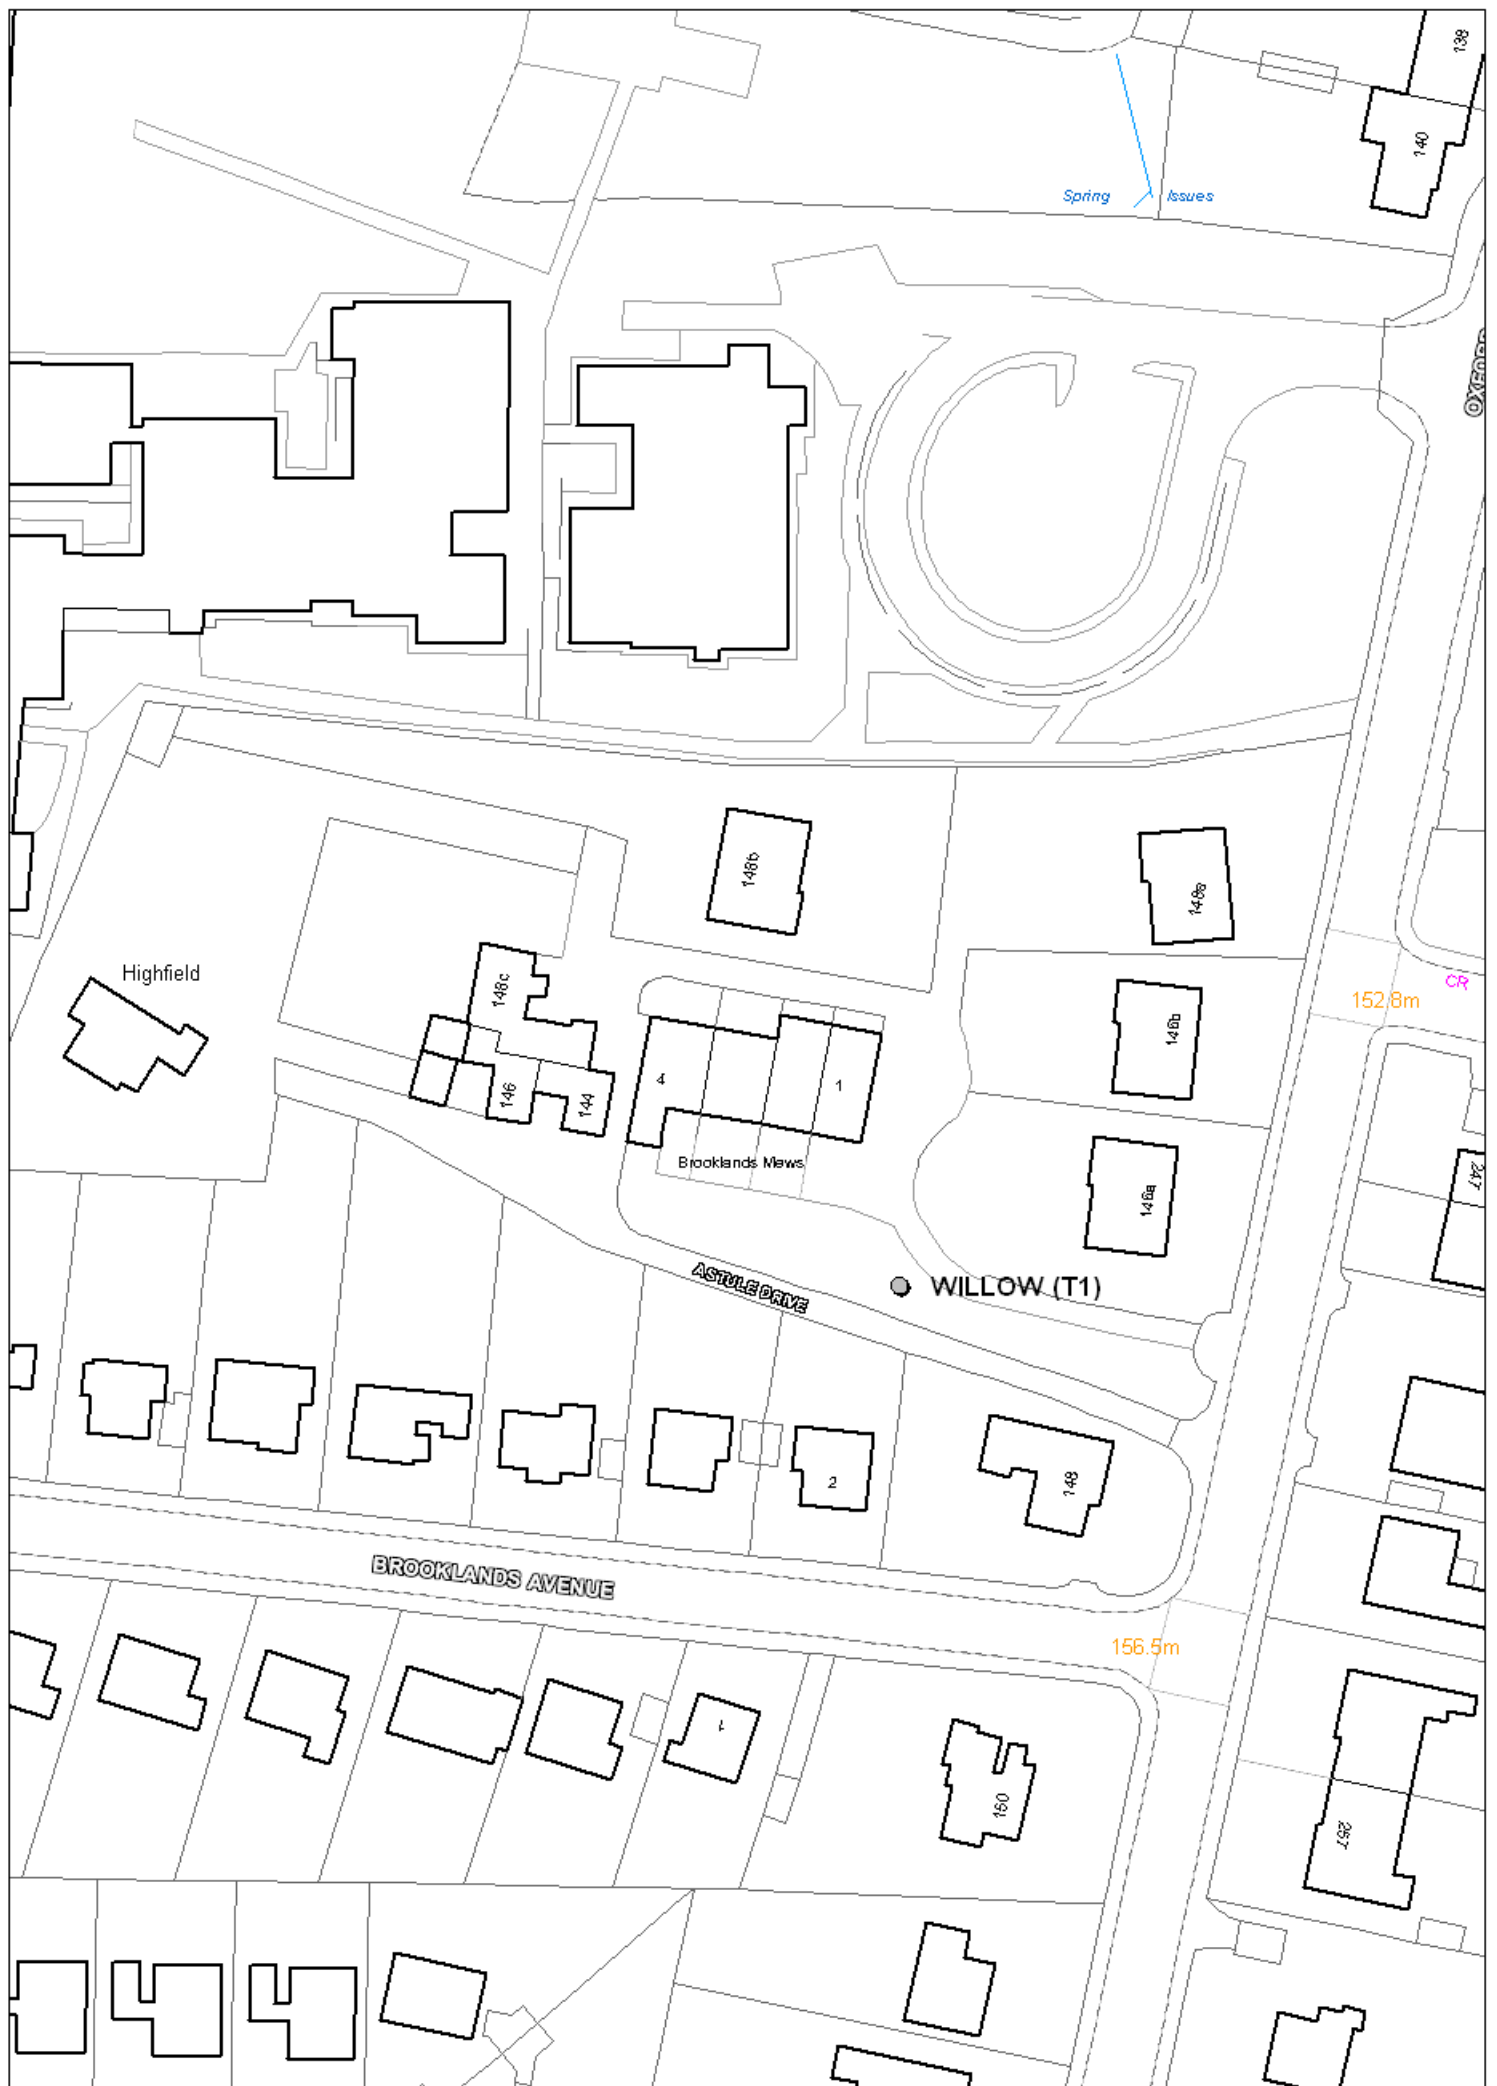 138
140
Spring Issues
148b
148a
Highfield
148c
152.8m
CR
146b
4
1
146
144
Brooklands Mews
247
146a
ASTULE DRIVE
WILLOW (T1)
2
148
BROOKLANDS AVENUE
156.5m
1
150
257